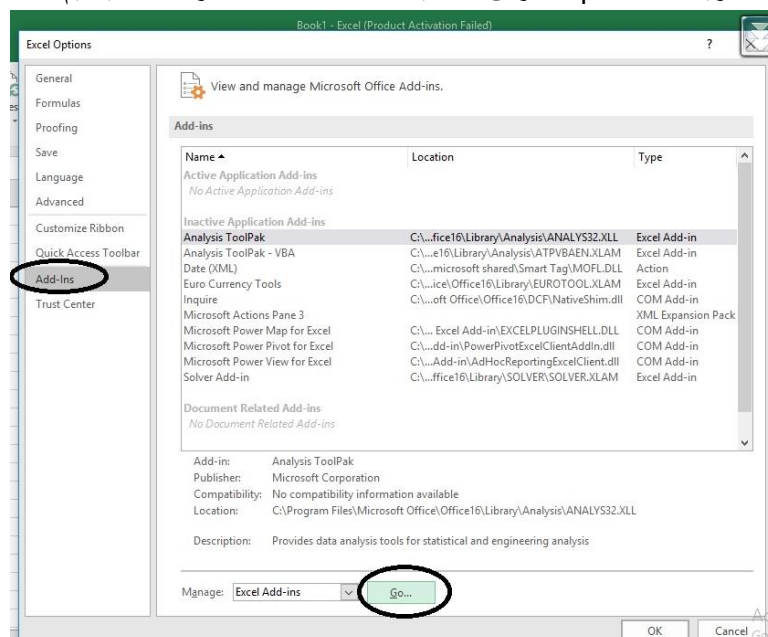 Book1 - Excel (Product Activation Failed)
Excel Options
?
General
Formulas
Proofing
Save
Language
Advanced
Customize Ribbon
Quick Access Toolbar
Add-Ins
Trust Center
View and manage Microsoft Office Add-ins.
Add-ins
Name Location Type
Active Application Add-ins
No Active Application Add-ins
Inactive Application Add-ins
Analysis ToolPak C:\...fice16\Library\Analysis\ANALYS32.XLL Excel Add-in
Analysis ToolPak - VBA C:\...e16\Library\Analysis\ATPVBAEN.XLAM Excel Add-in
Date (XML) C:\...microsoft shared\Smart Tag\MOFL.DLL Action
Euro Currency Tools C:\...ice\Office16\Library\EUROTOOL.XLAM Excel Add-in
Inquire C:\...oft Office\Office16\DCF\NativeShim.dll COM Add-in
Microsoft Actions Pane 3 XML Expansion Pack
Microsoft Power Map for Excel C:\... Excel Add-in\EXCELPLUGINSHELL.DLL COM Add-in
Microsoft Power Pivot for Excel C:\...dd-in\PowerPivotExcelClientAddIn.dll COM Add-in
Microsoft Power View for Excel C:\...Add-in\AdHocReportingExcelClient.dll COM Add-in
Solver Add-in C:\...ffice16\Library\SOLVER\SOLVER.XLAM Excel Add-in
Document Related Add-ins
No Document Related Add-ins
Add-in: Analysis ToolPak
Publisher: Microsoft Corporation
Compatibility: No compatibility information available
Location: C:\Program Files\Microsoft Office\Office16\Library\Analysis\ANALYS32.XLL
Description: Provides data analysis tools for statistical and engineering analysis
Manage: Excel Add-ins Go...
OK Cancel